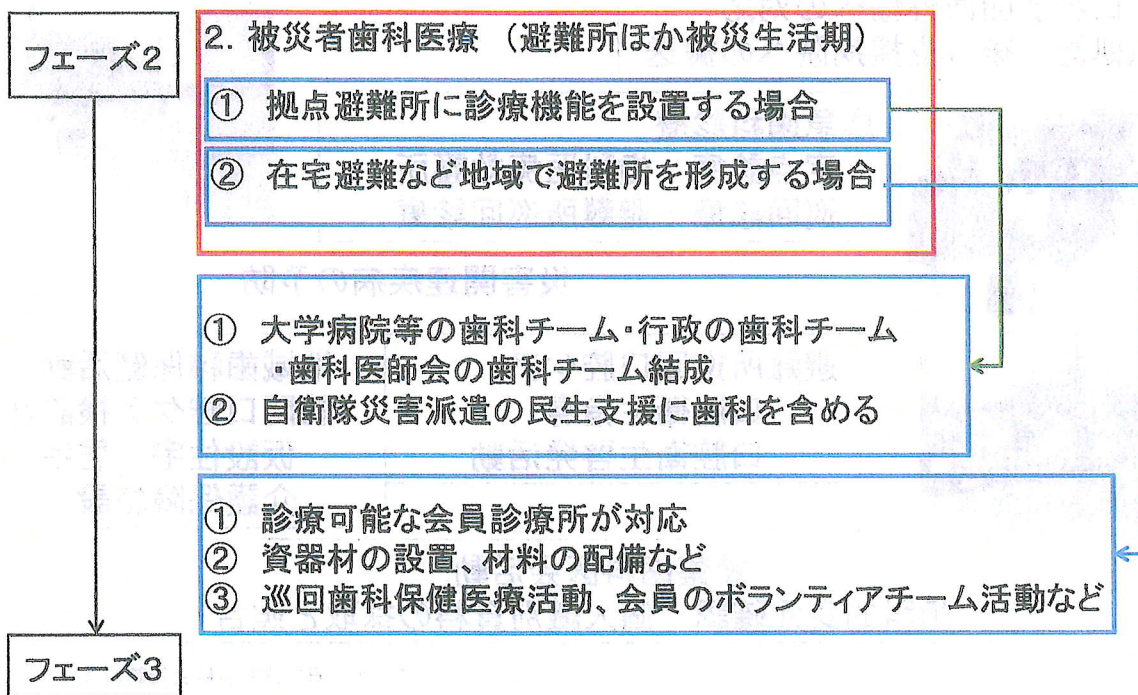 フェーズ2
2. 被災者歯科医療 （避難所ほか被災生活期）
① 拠点避難所に診療機能を設置する場合
② 在宅避難など地域で避難所を形成する場合
① 大学病院等の歯科チーム・行政の歯科チーム
・歯科医師会の歯科チーム結成
② 自衛隊災害派遣の民生支援に歯科を含める
① 診療可能な会員診療所が対応
② 資器材の設置、材料の配備など
③ 巡回歯科保健医療活動、会員のボランティアチーム活動など
フェーズ3